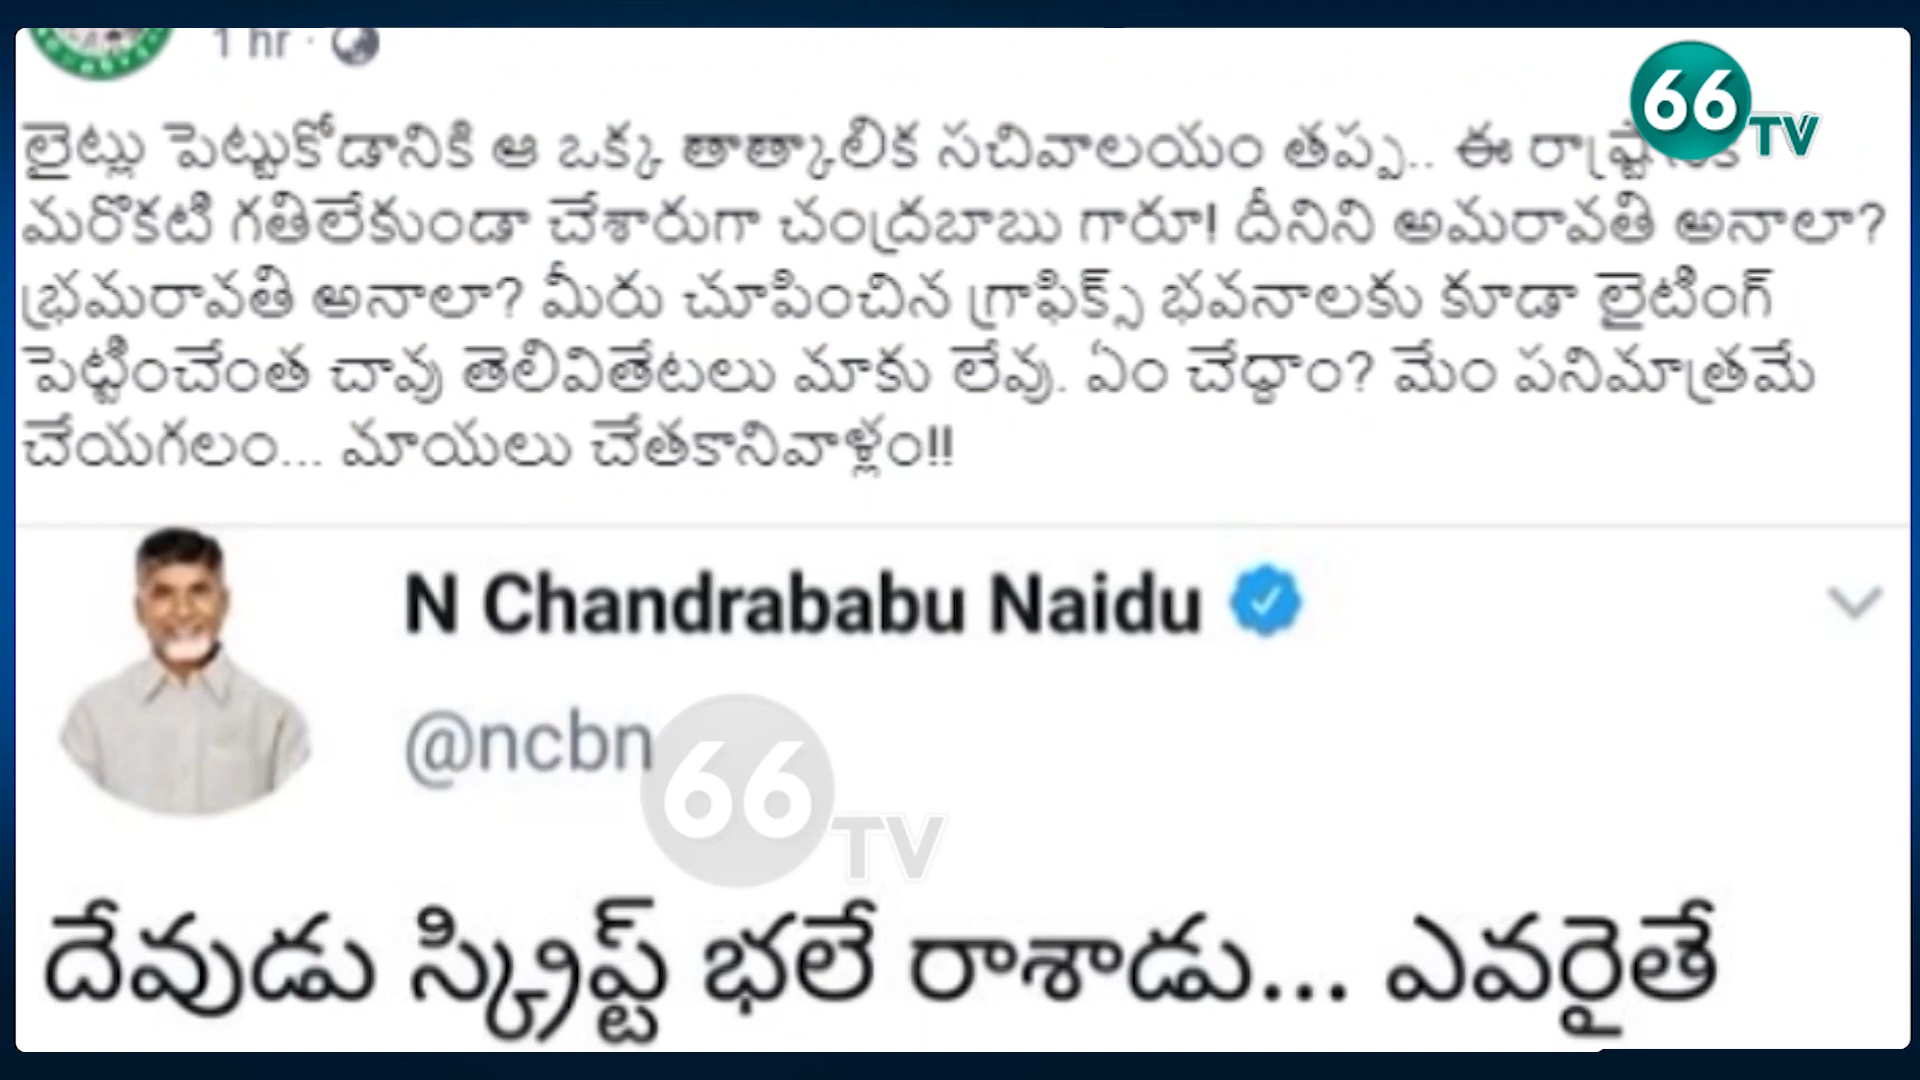 1 hr ·
66 TV
లైట్లు పెట్టుకోడానికి ఆ ఒక్క తాత్కాలిక సచివాలయం తప్ప.. ఈ
మరొకటి గతిలేకుండా చేశారుగా చంద్రబాబు గారూ! దీనిని అమరావతి అనాలా?
భ్రమరావతి అనాలా? మీరు చూపించిన గ్రాఫిక్స్ భవనాలకు కూడా లైటింగ్
పెట్టించేంత చావు తెలివితేటలు మాకు లేవు. ఏం చేద్దాం? మేం పనిమాత్రమే
చేయగలం... మాయలు చేతకానివాళ్లం!!
N Chandrababu Naidu
@ncbn
66 TV
దేవుడు స్క్రిప్ట్ భలే రాశాడు... ఎవరైతే